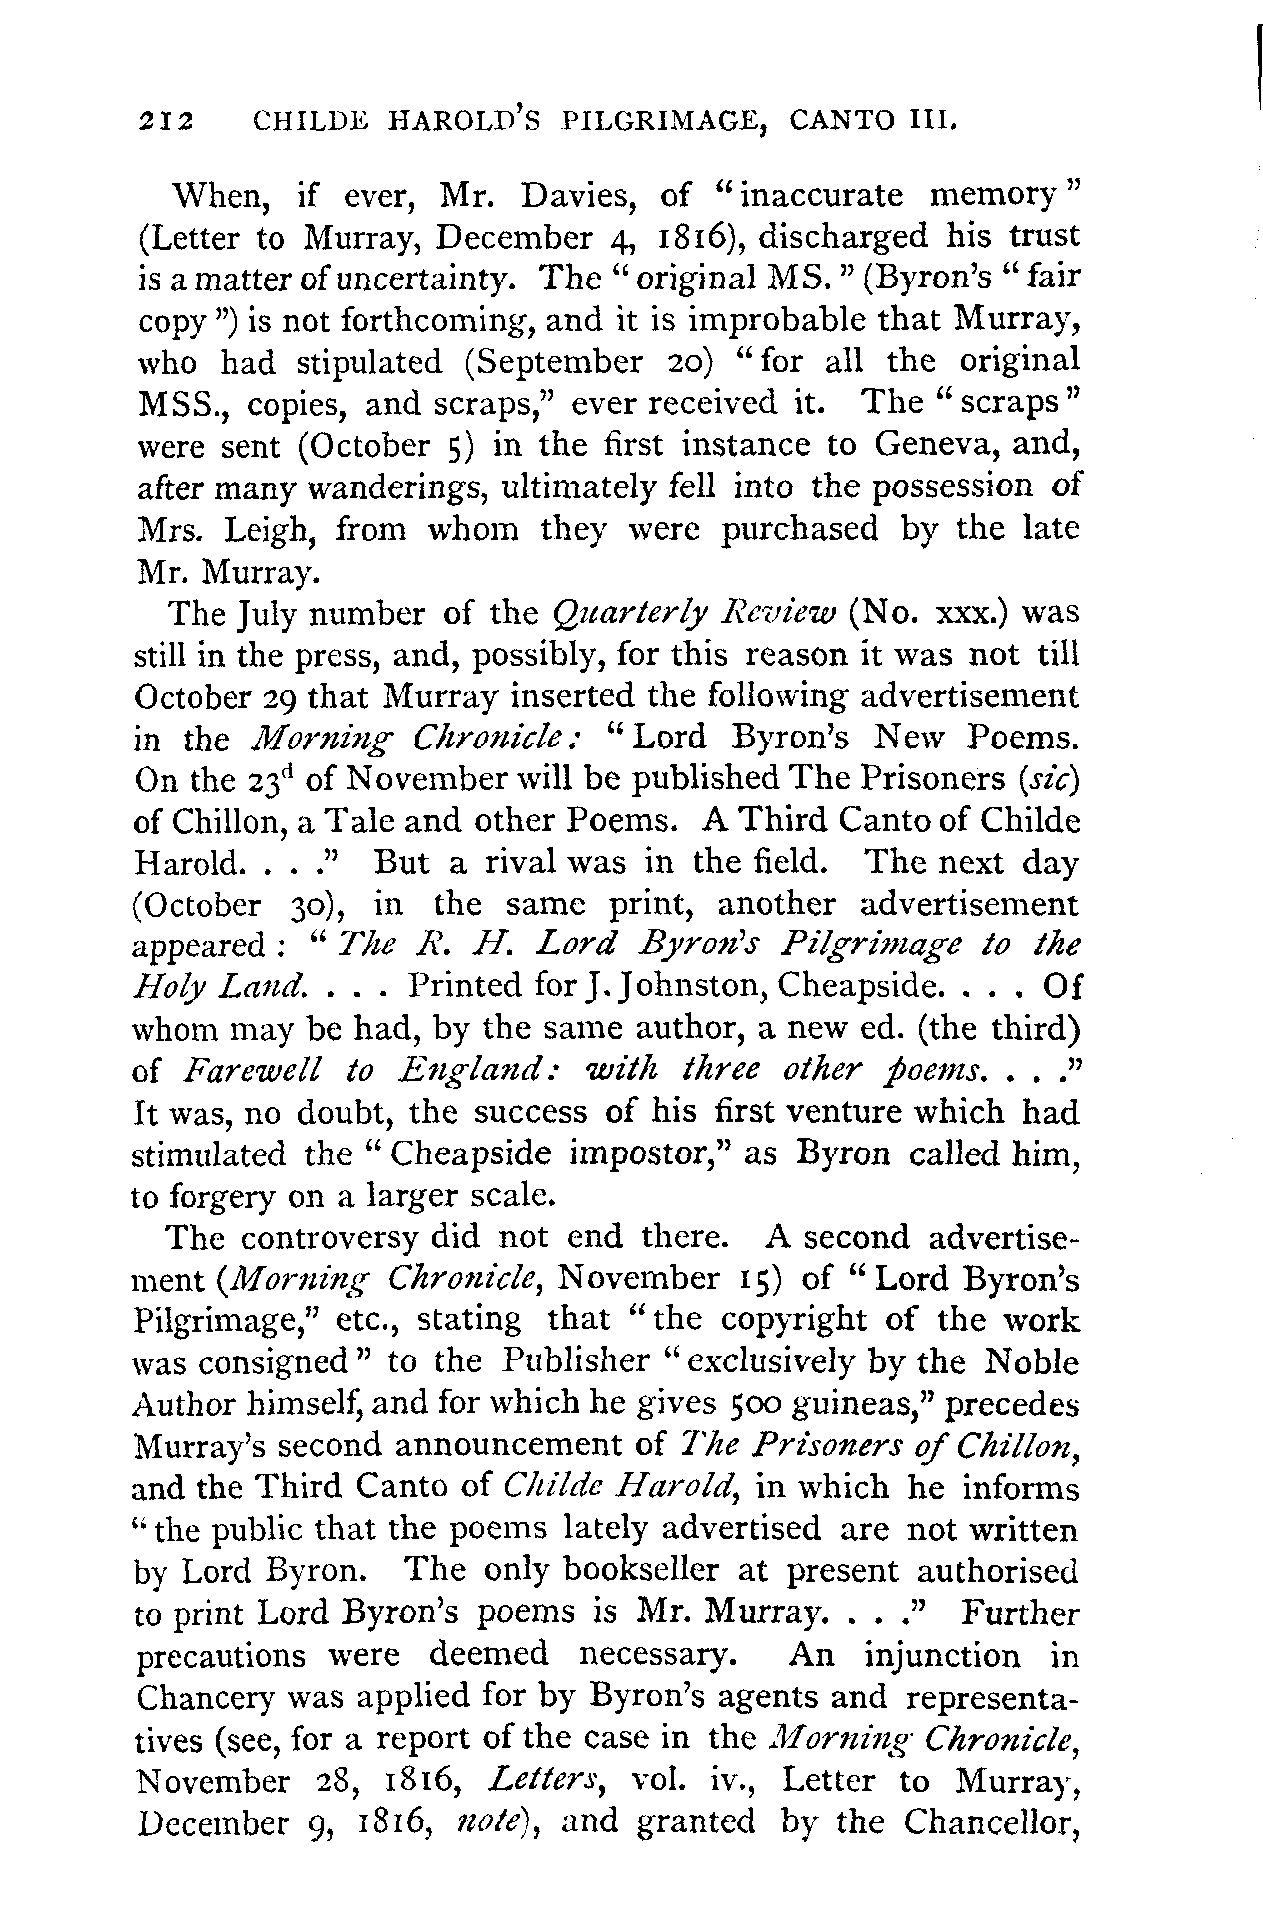 212 CHILDE HAROLD'S PILGRIMAGE, CANTO III.
When, if ever, Mr. Davies, of "inaccurate memory"
(Letter to Murray, December 4, 1816), discharged his trust
is a matter of uncertainty. The "original MS." (Byron's "fair
copy") is not forthcoming, and it is improbable that Murray,
who had stipulated (September 20) "for all the original
MSS., copies, and scraps," ever received it. The "scraps"
were sent (October 5) in the first instance to Geneva, and,
after many wanderings, ultimately fell into the possession of
Mrs. Leigh, from whom they were purchased by the late
Mr. Murray.
The July number of the Quarterly Review (No. xxx.) was
still in the press, and, possibly, for this reason it was not till
October 29 that Murray inserted the following advertisement
in the Morning Chronicle: "Lord Byron's New Poems.
On the 23d of November will be published The Prisoners (sic)
of Chillon, a Tale and other Poems. A Third Canto of Childe
Harold. . . ." But a rival was in the field. The next day
(October 30), in the same print, another advertisement
appeared: "The R. H. Lord Byron's Pilgrimage to the
Holy Land. . . . Printed for J. Johnston, Cheapside. . . . Of
whom may be had, by the same author, a new ed. (the third)
of Farewell to England: with three other poems. . . ."
It was, no doubt, the success of his first venture which had
stimulated the "Cheapside impostor," as Byron called him,
to forgery on a larger scale.
The controversy did not end there. A second advertise-
ment (Morning Chronicle, November 15) of "Lord Byron's
Pilgrimage," etc., stating that "the copyright of the work
was consigned" to the Publisher "exclusively by the Noble
Author himself, and for which he gives 500 guineas," precedes
Murray's second announcement of The Prisoners of Chillon,
and the Third Canto of Childe Harold, in which he informs
"the public that the poems lately advertised are not written
by Lord Byron. The only bookseller at present authorised
to print Lord Byron's poems is Mr. Murray. . . ." Further
precautions were deemed necessary. An injunction in
Chancery was applied for by Byron's agents and representa-
tives (see, for a report of the case in the Morning Chronicle,
November 28, 1816, Letters, vol. iv., Letter to Murray,
December 9, 1816, note), and granted by the Chancellor,